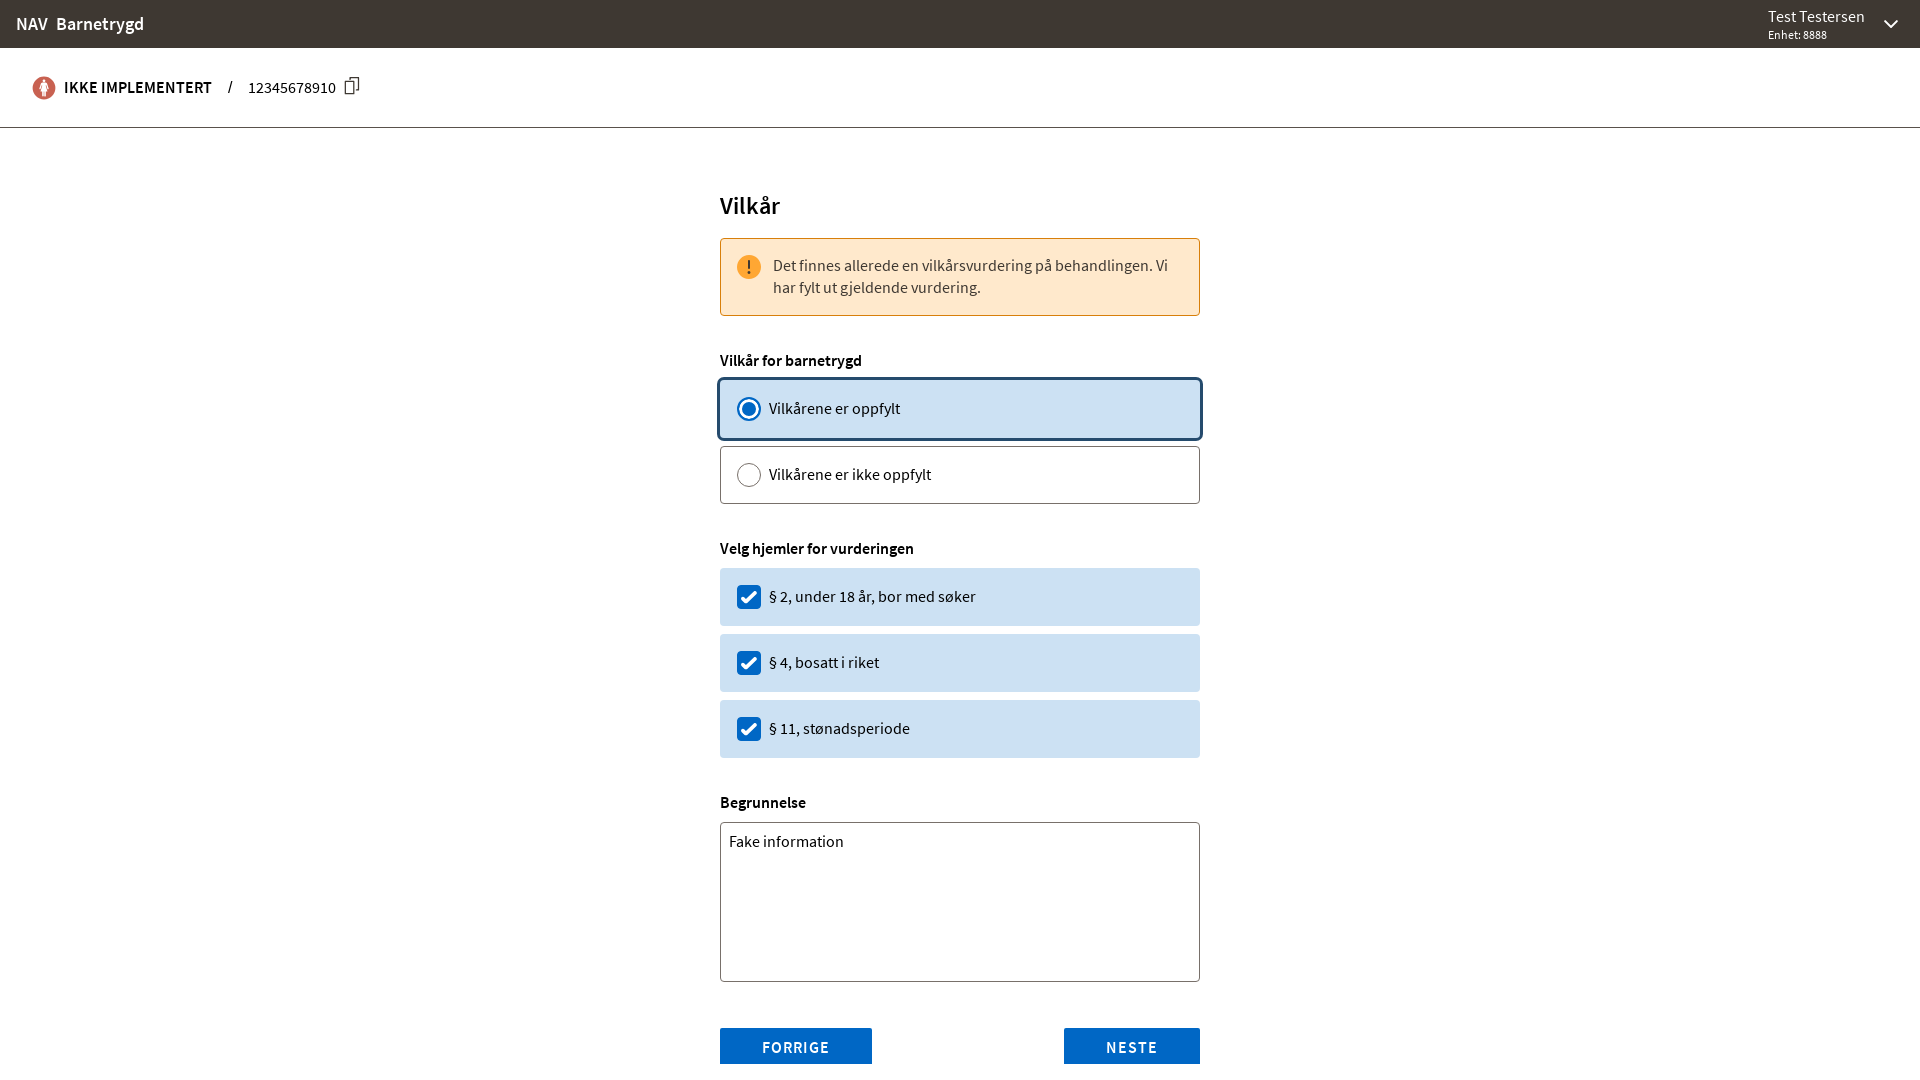 NAV Barnetrygd
Test Testersen
Enhet: 8888
IKKE IMPLEMENTERT / 12345678910
Vilkår
Det finnes allerede en vilkårsvurdering på behandlingen. Vi
har fylt ut gjeldende vurdering.
Vilkår for barnetrygd
Vilkårene er oppfylt
Vilkårene er ikke oppfylt
Velg hjemler for vurderingen
§ 2, under 18 år, bor med søker
§ 4, bosatt i riket
§ 11, stønadsperiode
Begrunnelse
Fake information
FORRIGE
NESTE